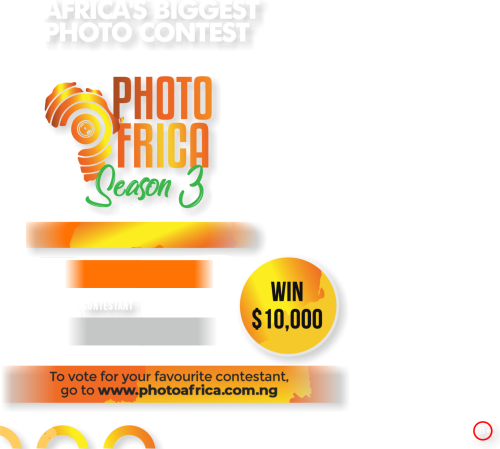 AFRICA'S BIGGEST
PHOTO CONTEST
PHOTO
AFRICA
Season 3
CONTESTANT
WIN
$10,000
To vote for your favourite contestant,
go to www.photoafrica.com.ng